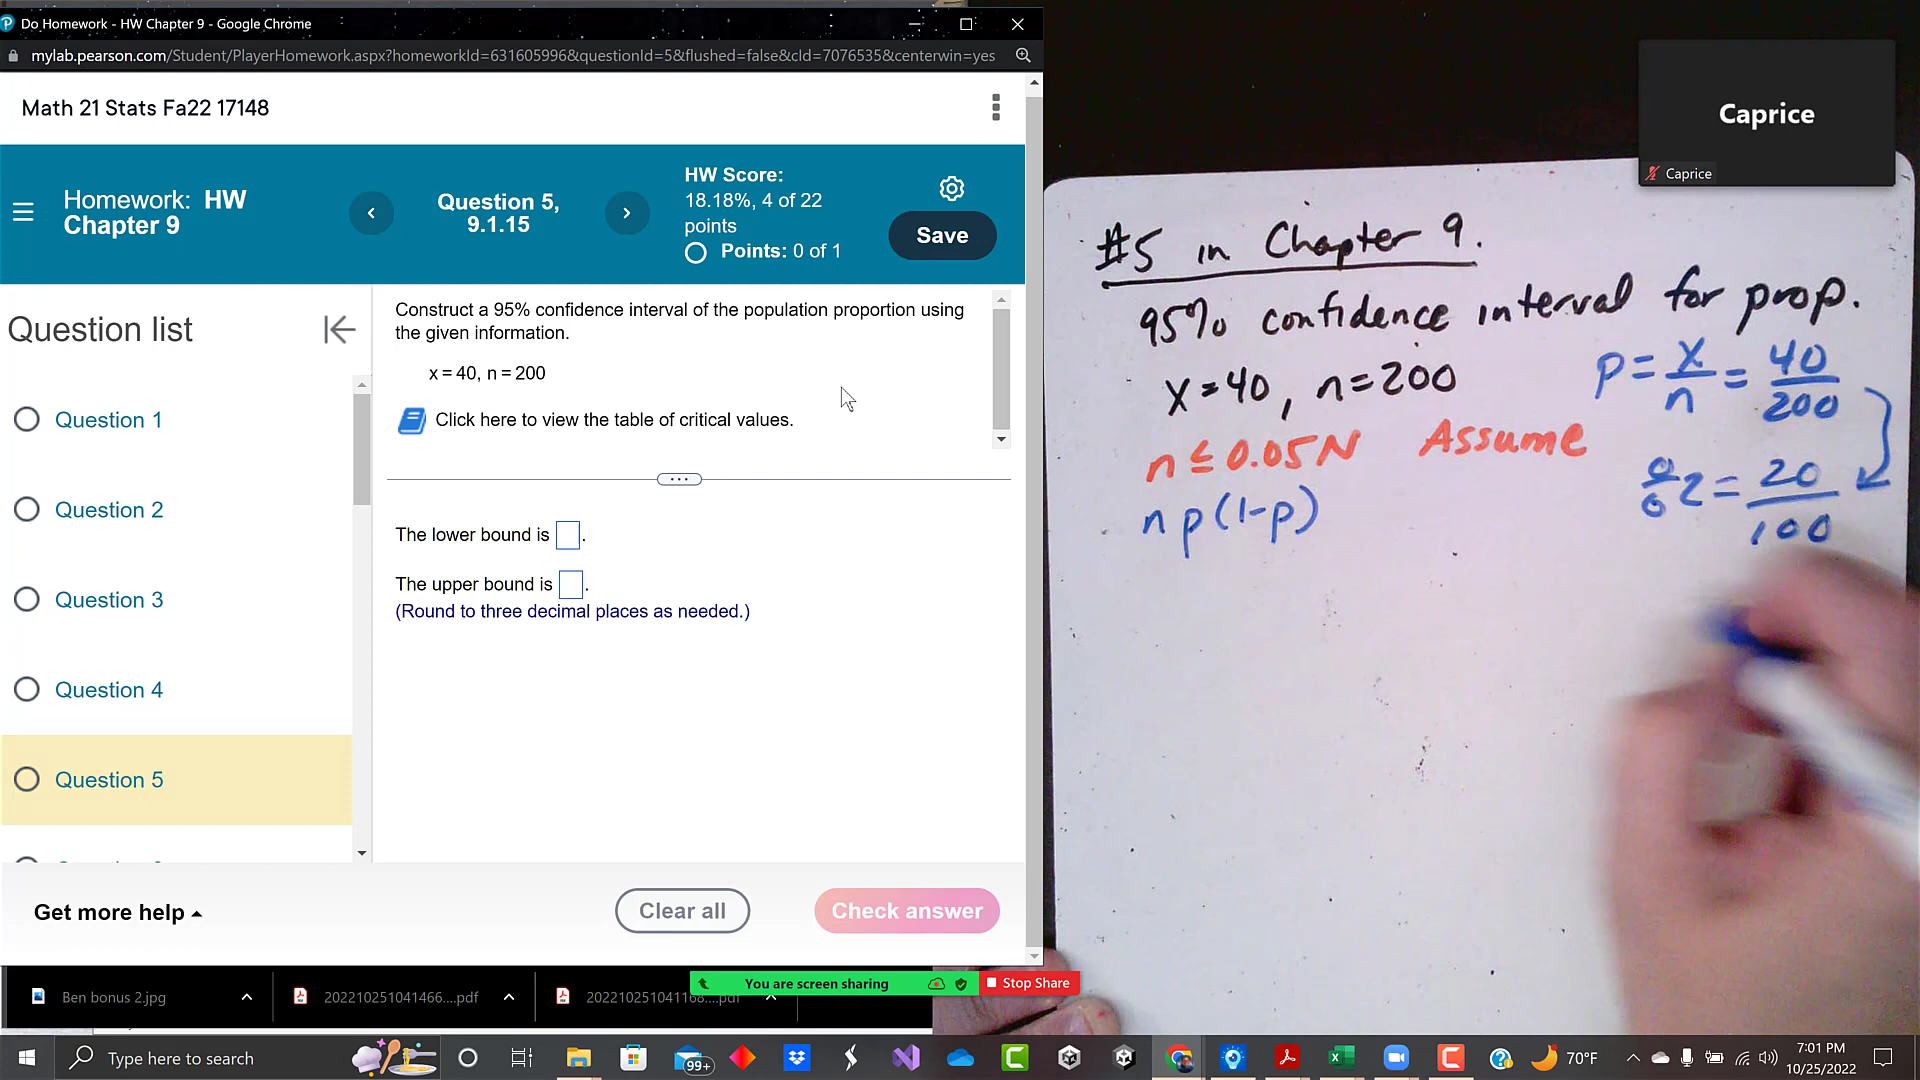 Do Homework - HW Chapter 9 - Google Chrome
mylab.pearson.com/Student/PlayerHomework.aspx?homeworkId=631605996&questionId=5&flushed=false&cId=7076535&centerwin=yes
Math 21 Stats Fa22 17148
Homework: HW Chapter 9
Question 5, 9.1.15
HW Score: 18.18%, 4 of 22 points
Points: 0 of 1
Save
Question list
Question 1
Question 2
Question 3
Question 4
Question 5
Construct a 95% confidence interval of the population proportion using
the given information.
x = 40, n = 200
Click here to view the table of critical values.
The lower bound is .
The upper bound is .
(Round to three decimal places as needed.)
Get more help
Clear all
Check answer
Caprice
Caprice
#5 in Chapter 9.
95% confidence interval for prop.
x=40, n=200
p = x/n = 40/200
n ≤ 0.05N Assume
np(1-p)
= 20/100
Ben bonus 2.jpg
202210251041466....pdf
You are screen sharing
Stop Share
Type here to search
99+
70°F
7:01 PM
10/25/2022